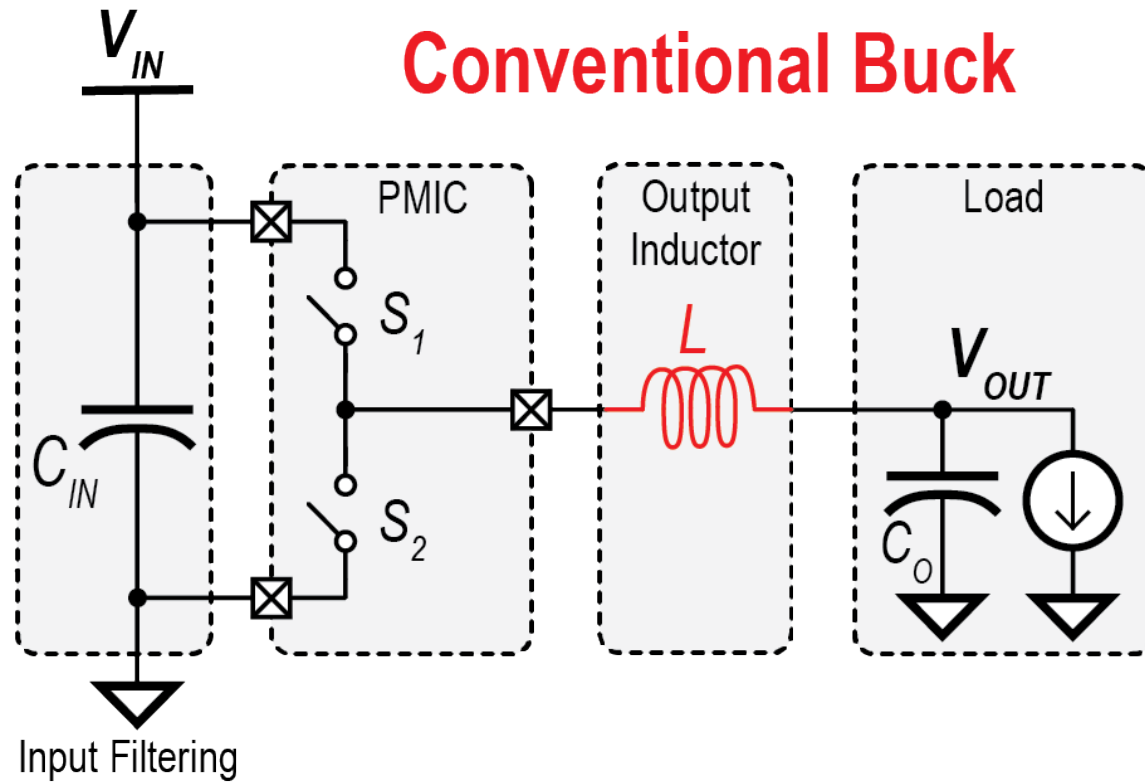 V_IN
Conventional Buck
PMIC
Output
Inductor
Load
S_1
L
V_OUT
C_IN
S_2
C_O
Input Filtering